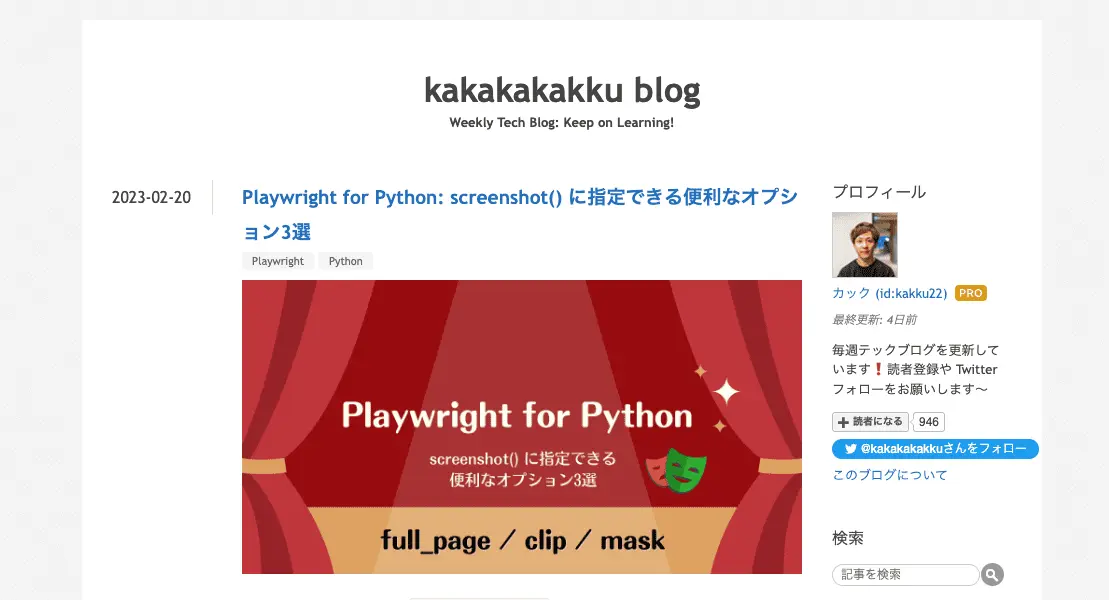 kakakakakku blog
Weekly Tech Blog: Keep on Learning!
2023-02-20
Playwright for Python: screenshot() に指定できる便利なオプシ
ョン3選
Playwright Python
Playwright for Python
screenshot() に指定できる
便利なオプション3選
full_page / clip / mask
プロフィール
カック (id:kakku22) PRO
最終更新: 4日前
毎週テックブログを更新して
います❗読者登録や Twitter
フォローをお願いします〜
読者になる 946
@kakakakakkuさんをフォロー
このブログについて
検索
記事を検索